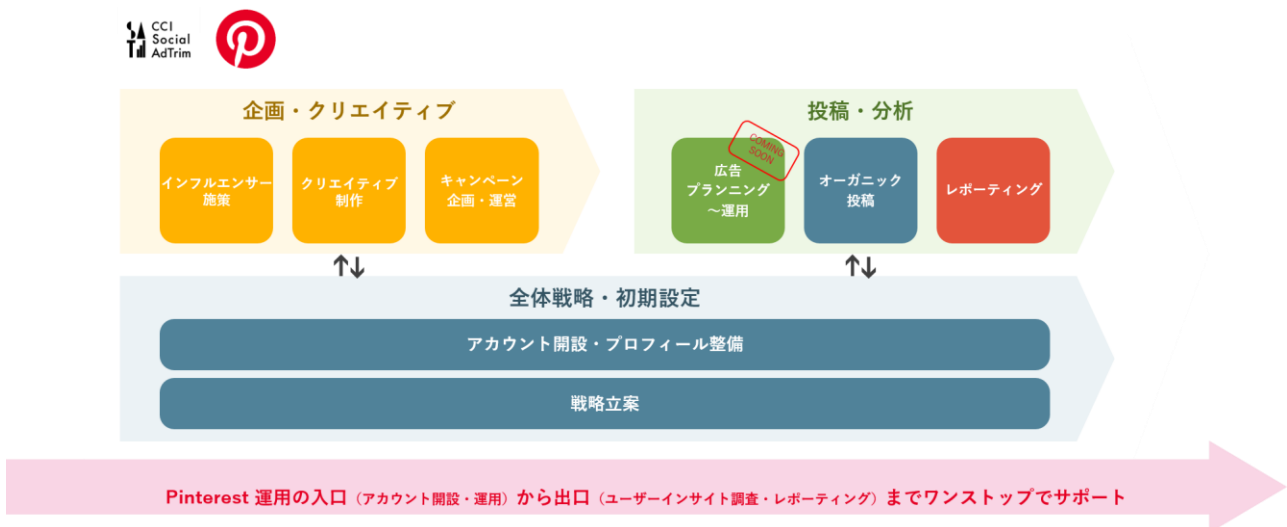 CCI
Social
AdTrim
企画・クリエイティブ
インフルエンサー
施策
クリエイティブ
制作
キャンペーン
企画・運営
投稿・分析
COMING
SOON
広告
プランニング
～運用
オーガニック
投稿
レポーティング
全体戦略・初期設定
アカウント開設・プロフィール整備
戦略立案
Pinterest 運用の入口（アカウント開設・運用）から出口（ユーザーインサイト調査・レポーティング）までワンストップでサポート